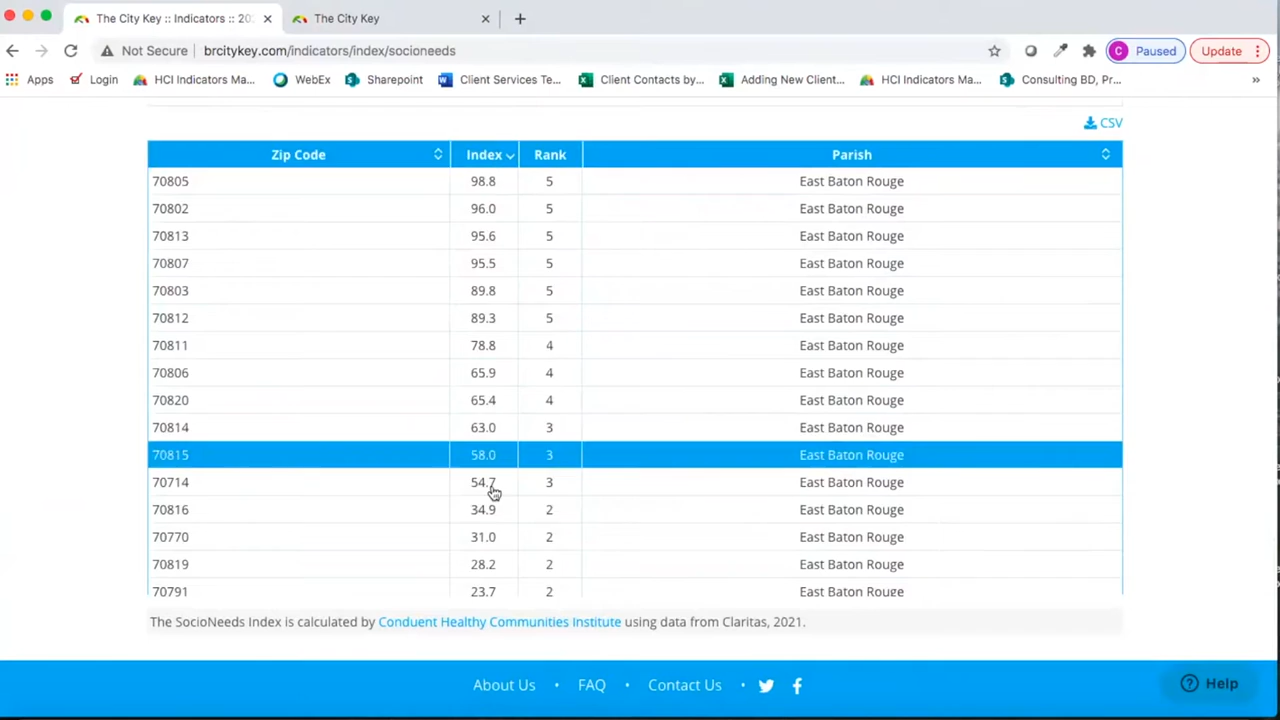 The City Key :: Indicators :: 202
The City Key
Not Secure brcitykey.com/indicators/index/socioneeds
C Paused Update
Apps Login HCI Indicators Ma... WebEx Sharepoint Client Services Te... Client Contacts by... Adding New Client... HCI Indicators Ma... Consulting BD, Pr... »
CSV
Zip Code Index Rank Parish
70805 98.8 5 East Baton Rouge
70802 96.0 5 East Baton Rouge
70813 95.6 5 East Baton Rouge
70807 95.5 5 East Baton Rouge
70803 89.8 5 East Baton Rouge
70812 89.3 5 East Baton Rouge
70811 78.8 4 East Baton Rouge
70806 65.9 4 East Baton Rouge
70820 65.4 4 East Baton Rouge
70814 63.0 3 East Baton Rouge
70815 58.0 3 East Baton Rouge
70714 54.7 3 East Baton Rouge
70816 34.9 2 East Baton Rouge
70770 31.0 2 East Baton Rouge
70819 28.2 2 East Baton Rouge
70791 23.7 2 East Baton Rouge
The SocioNeeds Index is calculated by Conduent Healthy Communities Institute using data from Claritas, 2021.
About Us • FAQ • Contact Us •
Help